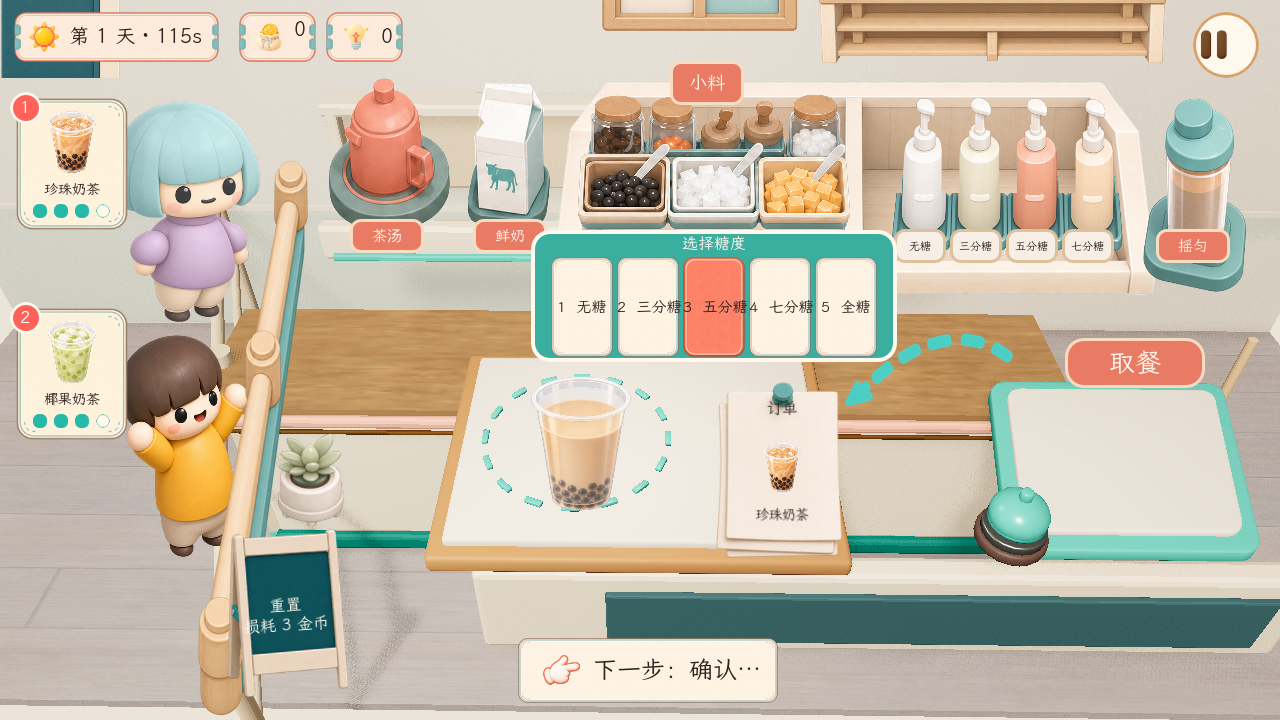 第 1 天·115s
0
0
1
珍珠奶茶
2
椰果奶茶
小料
茶汤
鲜奶
无糖
三分糖
五分糖
七分糖
摇匀
选择糖度
1 无糖
2 三分糖
3 五分糖
4 七分糖
5 全糖
取餐
订单
珍珠奶茶
重置
损耗 3 金币
下一步：确认…